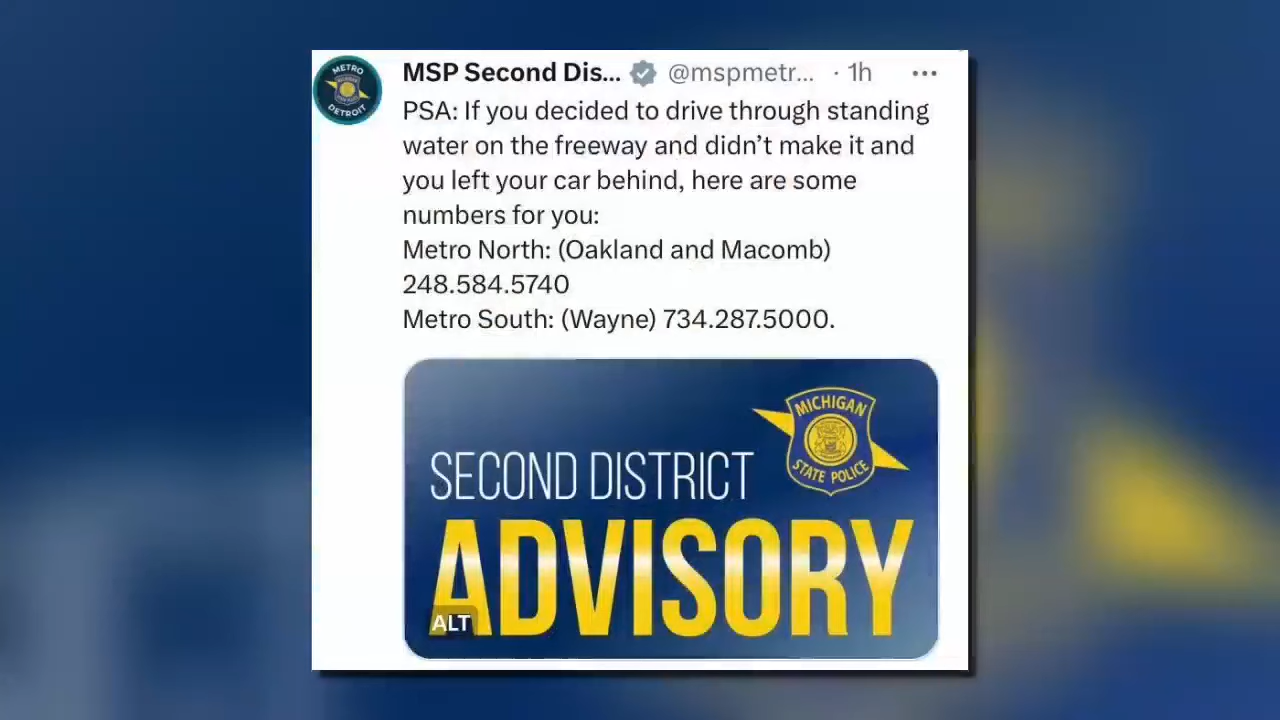 METRO
DETROIT
MSP Second Dis... @mspmetr... · 1h ...
PSA: If you decided to drive through standing
water on the freeway and didn’t make it and
you left your car behind, here are some
numbers for you:
Metro North: (Oakland and Macomb)
248.584.5740
Metro South: (Wayne) 734.287.5000.
MICHIGAN
STATE POLICE
SECOND DISTRICT
ADVISORY
ALT